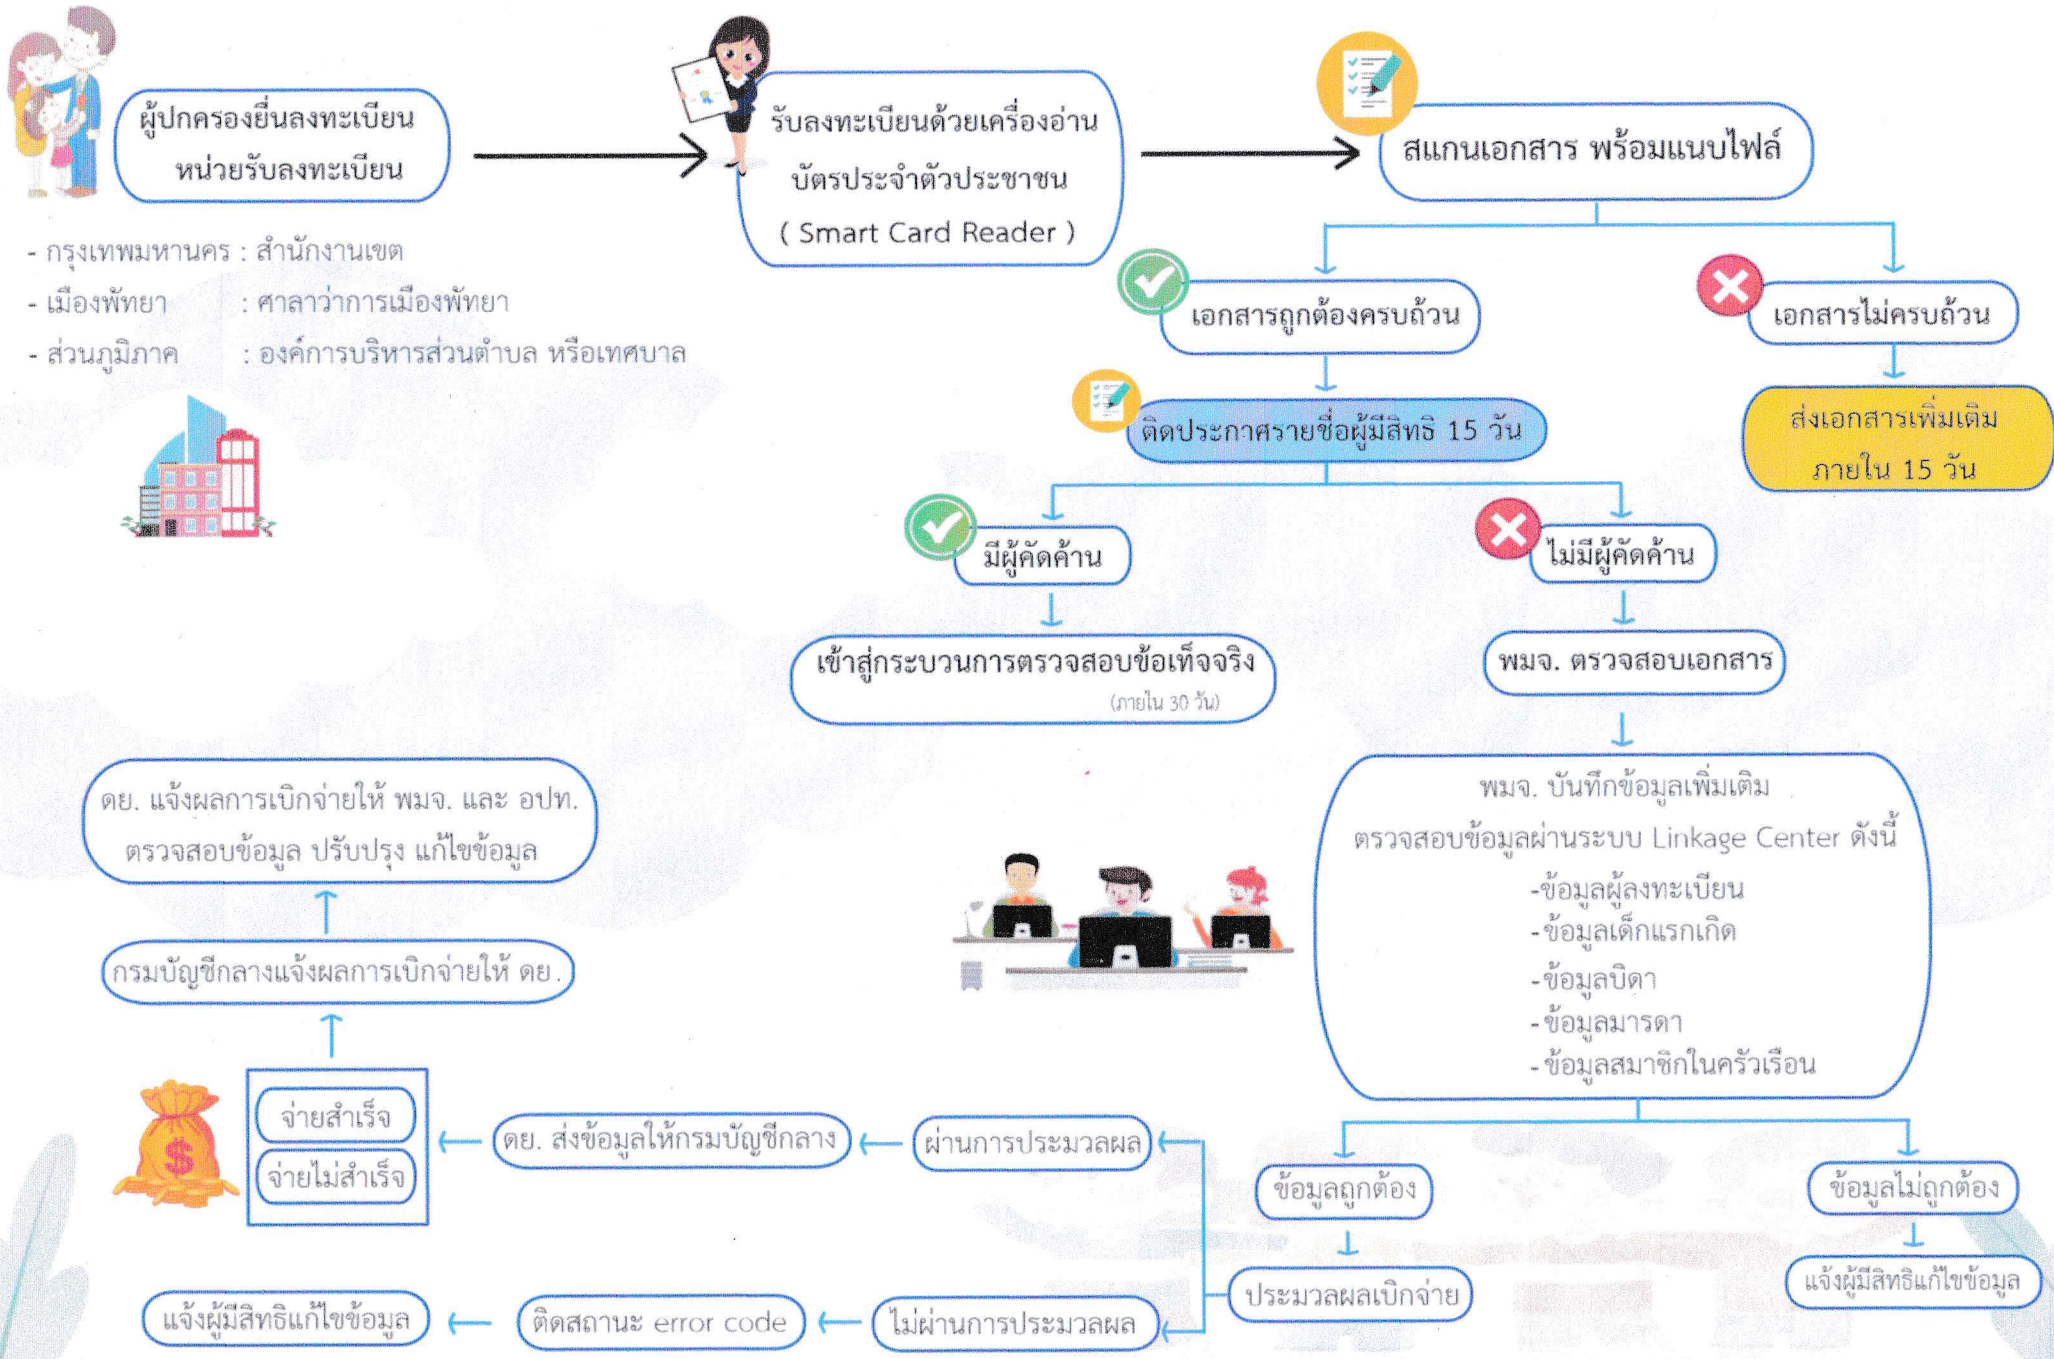 ผู้ปกครองยื่นลงทะเบียน
หน่วยรับลงทะเบียน
- กรุงเทพมหานคร : สำนักงานเขต
- เมืองพัทยา : ศาลาว่าการเมืองพัทยา
- ส่วนภูมิภาค : องค์การบริหารส่วนตำบล หรือเทศบาล
รับลงทะเบียนด้วยเครื่องอ่าน
บัตรประจำตัวประชาชน
( Smart Card Reader )
สแกนเอกสาร พร้อมแนบไฟล์
เอกสารถูกต้องครบถ้วน
เอกสารไม่ครบถ้วน
ติดประกาศรายชื่อผู้มีสิทธิ 15 วัน
ส่งเอกสารเพิ่มเติม
ภายใน 15 วัน
มีผู้คัดค้าน
ไม่มีผู้คัดค้าน
เข้าสู่กระบวนการตรวจสอบข้อเท็จจริง
(ภายใน 30 วัน)
พมจ. ตรวจสอบเอกสาร
พมจ. บันทึกข้อมูลเพิ่มเติม
ตรวจสอบข้อมูลผ่านระบบ Linkage Center ดังนี้
-ข้อมูลผู้ลงทะเบียน
-ข้อมูลเด็กแรกเกิด
-ข้อมูลบิดา
-ข้อมูลมารดา
-ข้อมูลสมาชิกในครัวเรือน
ข้อมูลถูกต้อง
ข้อมูลไม่ถูกต้อง
ประมวลผลเบิกจ่าย
แจ้งผู้มีสิทธิแก้ไขข้อมูล
ผ่านการประมวลผล
ดย. ส่งข้อมูลให้กรมบัญชีกลาง
จ่ายสำเร็จ
จ่ายไม่สำเร็จ
กรมบัญชีกลางแจ้งผลการเบิกจ่ายให้ ดย.
ดย. แจ้งผลการเบิกจ่ายให้ พมจ. และ อปท.
ตรวจสอบข้อมูล ปรับปรุง แก้ไขข้อมูล
ไม่ผ่านการประมวลผล
ติดสถานะ error code
แจ้งผู้มีสิทธิแก้ไขข้อมูล